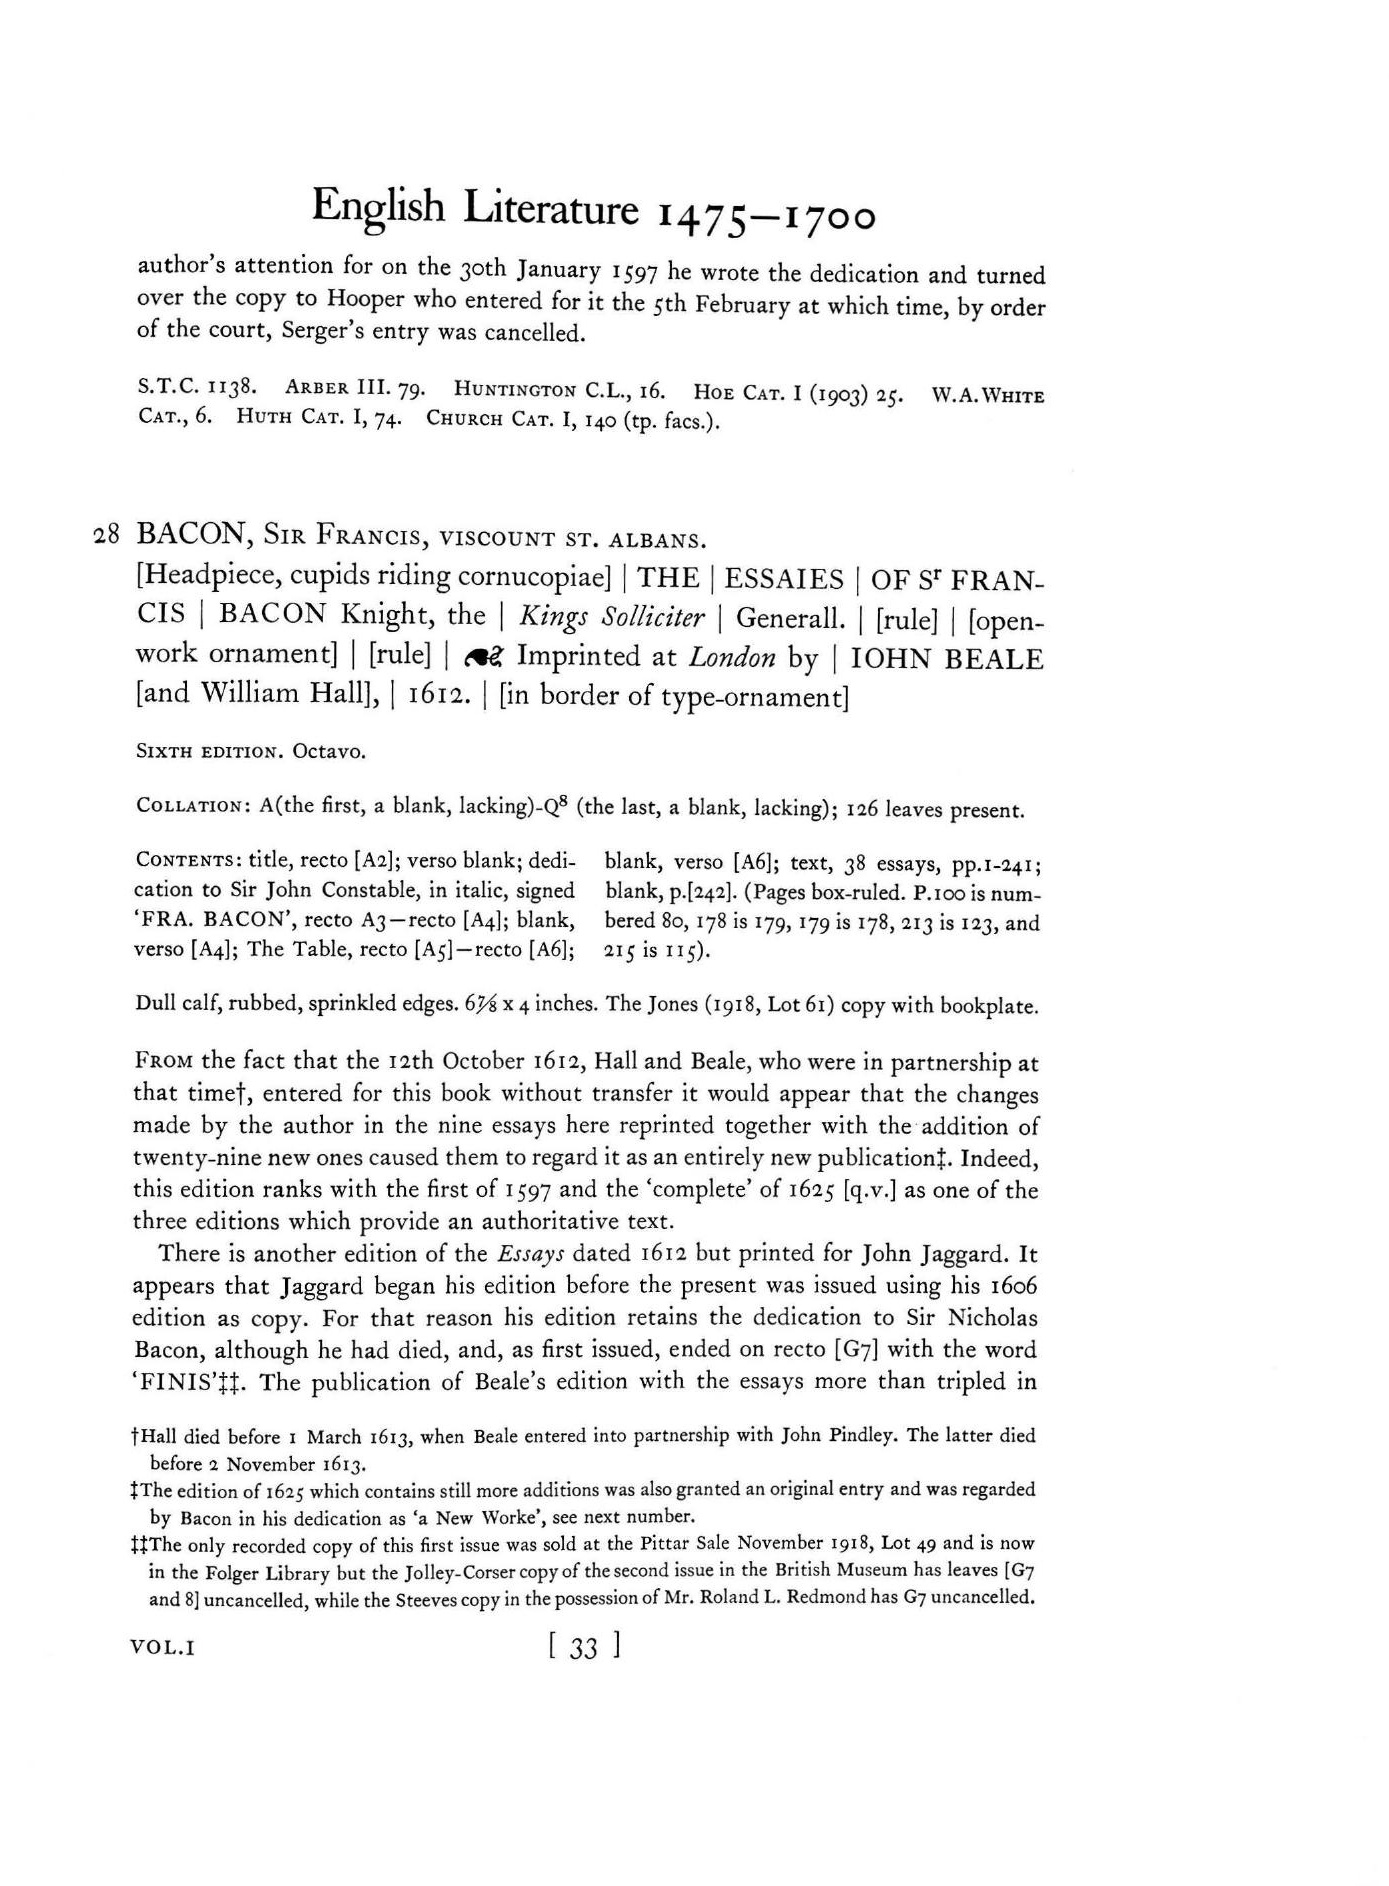 English Literature 1475–1700
author's attention for on the 30th January 1597 he wrote the dedication and turned
over the copy to Hooper who entered for it the 5th February at which time, by order
of the court, Serger's entry was cancelled.
S.T.C. 1138. Arber III. 79. Huntington C.L., 16. Hoe Cat. I (1903) 25. W.A.White
Cat., 6. Huth Cat. I, 74. Church Cat. I, 140 (tp. facs.).
28 BACON, Sir Francis, viscount st. albans.
[Headpiece, cupids riding cornucopiae] | THE | ESSAIES | OF Sr FRAN-
CIS | BACON Knight, the | Kings Solliciter | Generall. | [rule] | [open-
work ornament] | [rule] | ❧ Imprinted at London by | IOHN BEALE
[and William Hall], | 1612. | [in border of type-ornament]
Sixth edition. Octavo.
Collation: A(the first, a blank, lacking)-Q8 (the last, a blank, lacking); 126 leaves present.
Contents: title, recto [A2]; verso blank; dedi-
cation to Sir John Constable, in italic, signed
'FRA. BACON', recto A3—recto [A4]; blank,
verso [A4]; The Table, recto [A5]—recto [A6];
blank, verso [A6]; text, 38 essays, pp.1-241;
blank, p.[242]. (Pages box-ruled. P.100 is num-
bered 80, 178 is 179, 179 is 178, 213 is 123, and
215 is 115).
Dull calf, rubbed, sprinkled edges. 6⅞ x 4 inches. The Jones (1918, Lot 61) copy with bookplate.
From the fact that the 12th October 1612, Hall and Beale, who were in partnership at
that time†, entered for this book without transfer it would appear that the changes
made by the author in the nine essays here reprinted together with the addition of
twenty-nine new ones caused them to regard it as an entirely new publication‡. Indeed,
this edition ranks with the first of 1597 and the 'complete' of 1625 [q.v.] as one of the
three editions which provide an authoritative text.
There is another edition of the Essays dated 1612 but printed for John Jaggard. It
appears that Jaggard began his edition before the present was issued using his 1606
edition as copy. For that reason his edition retains the dedication to Sir Nicholas
Bacon, although he had died, and, as first issued, ended on recto [G7] with the word
'FINIS'‡‡. The publication of Beale's edition with the essays more than tripled in
†Hall died before 1 March 1613, when Beale entered into partnership with John Pindley. The latter died
before 2 November 1613.
‡The edition of 1625 which contains still more additions was also granted an original entry and was regarded
by Bacon in his dedication as 'a New Worke', see next number.
‡‡The only recorded copy of this first issue was sold at the Pittar Sale November 1918, Lot 49 and is now
in the Folger Library but the Jolley-Corser copy of the second issue in the British Museum has leaves [G7
and 8] uncancelled, while the Steeves copy in the possession of Mr. Roland L. Redmond has G7 uncancelled.
VOL.I [ 33 ]